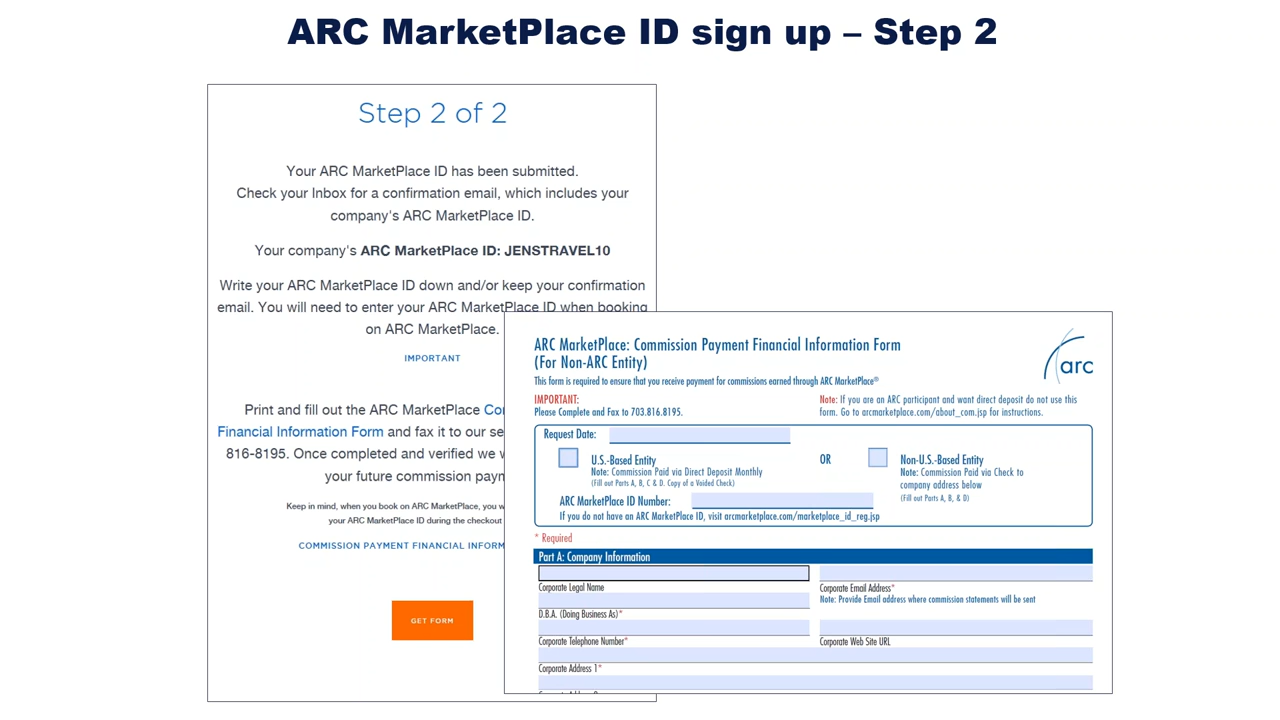 ARC MarketPlace ID sign up – Step 2
Step 2 of 2
Your ARC MarketPlace ID has been submitted.
Check your Inbox for a confirmation email, which includes your
company's ARC MarketPlace ID.
Your company's ARC MarketPlace ID: JENSTRAVEL10
Write your ARC MarketPlace ID down and/or keep your confirmation
email. You will need to enter your ARC MarketPlace ID when booking
on ARC MarketPlace.
IMPORTANT
Print and fill out the ARC MarketPlace
Financial Information Form and fax it to our
816-8195. Once completed and verified we
your future commission
Keep in mind, when you book on ARC MarketPlace, you
your ARC MarketPlace ID during the checkout
COMMISSION PAYMENT FINANCIAL
GET FORM
ARC MarketPlace: Commission Payment Financial Information Form
(For Non-ARC Entity)
This form is required to ensure that you receive payment for commissions earned through ARC MarketPlace®
arc
IMPORTANT:
Please Complete and Fax to 703.816.8195.
Note: If you are an ARC participant and want direct deposit do not use this
form. Go to arcmarketplace.com/about_com.jsp for instructions.
Request Date:
U.S.-Based Entity
Note: Commission Paid via Direct Deposit Monthly
(Fill out Parts A, B, C & D. Copy of a Voided Check)
OR
Non-U.S.-Based Entity
Note: Commission Paid via Check to
company address below
(Fill out Parts A, B, & D)
ARC MarketPlace ID Number:
If you do not have an ARC MarketPlace ID, visit arcmarketplace.com/marketplace_id_reg.jsp
* Required
Part A: Company Information
Corporate Legal Name
Corporate Email Address*
Note: Provide Email address where commission statements will be sent
D.B.A. (Doing Business As)*
Corporate Telephone Number*
Corporate Web Site URL
Corporate Address 1*